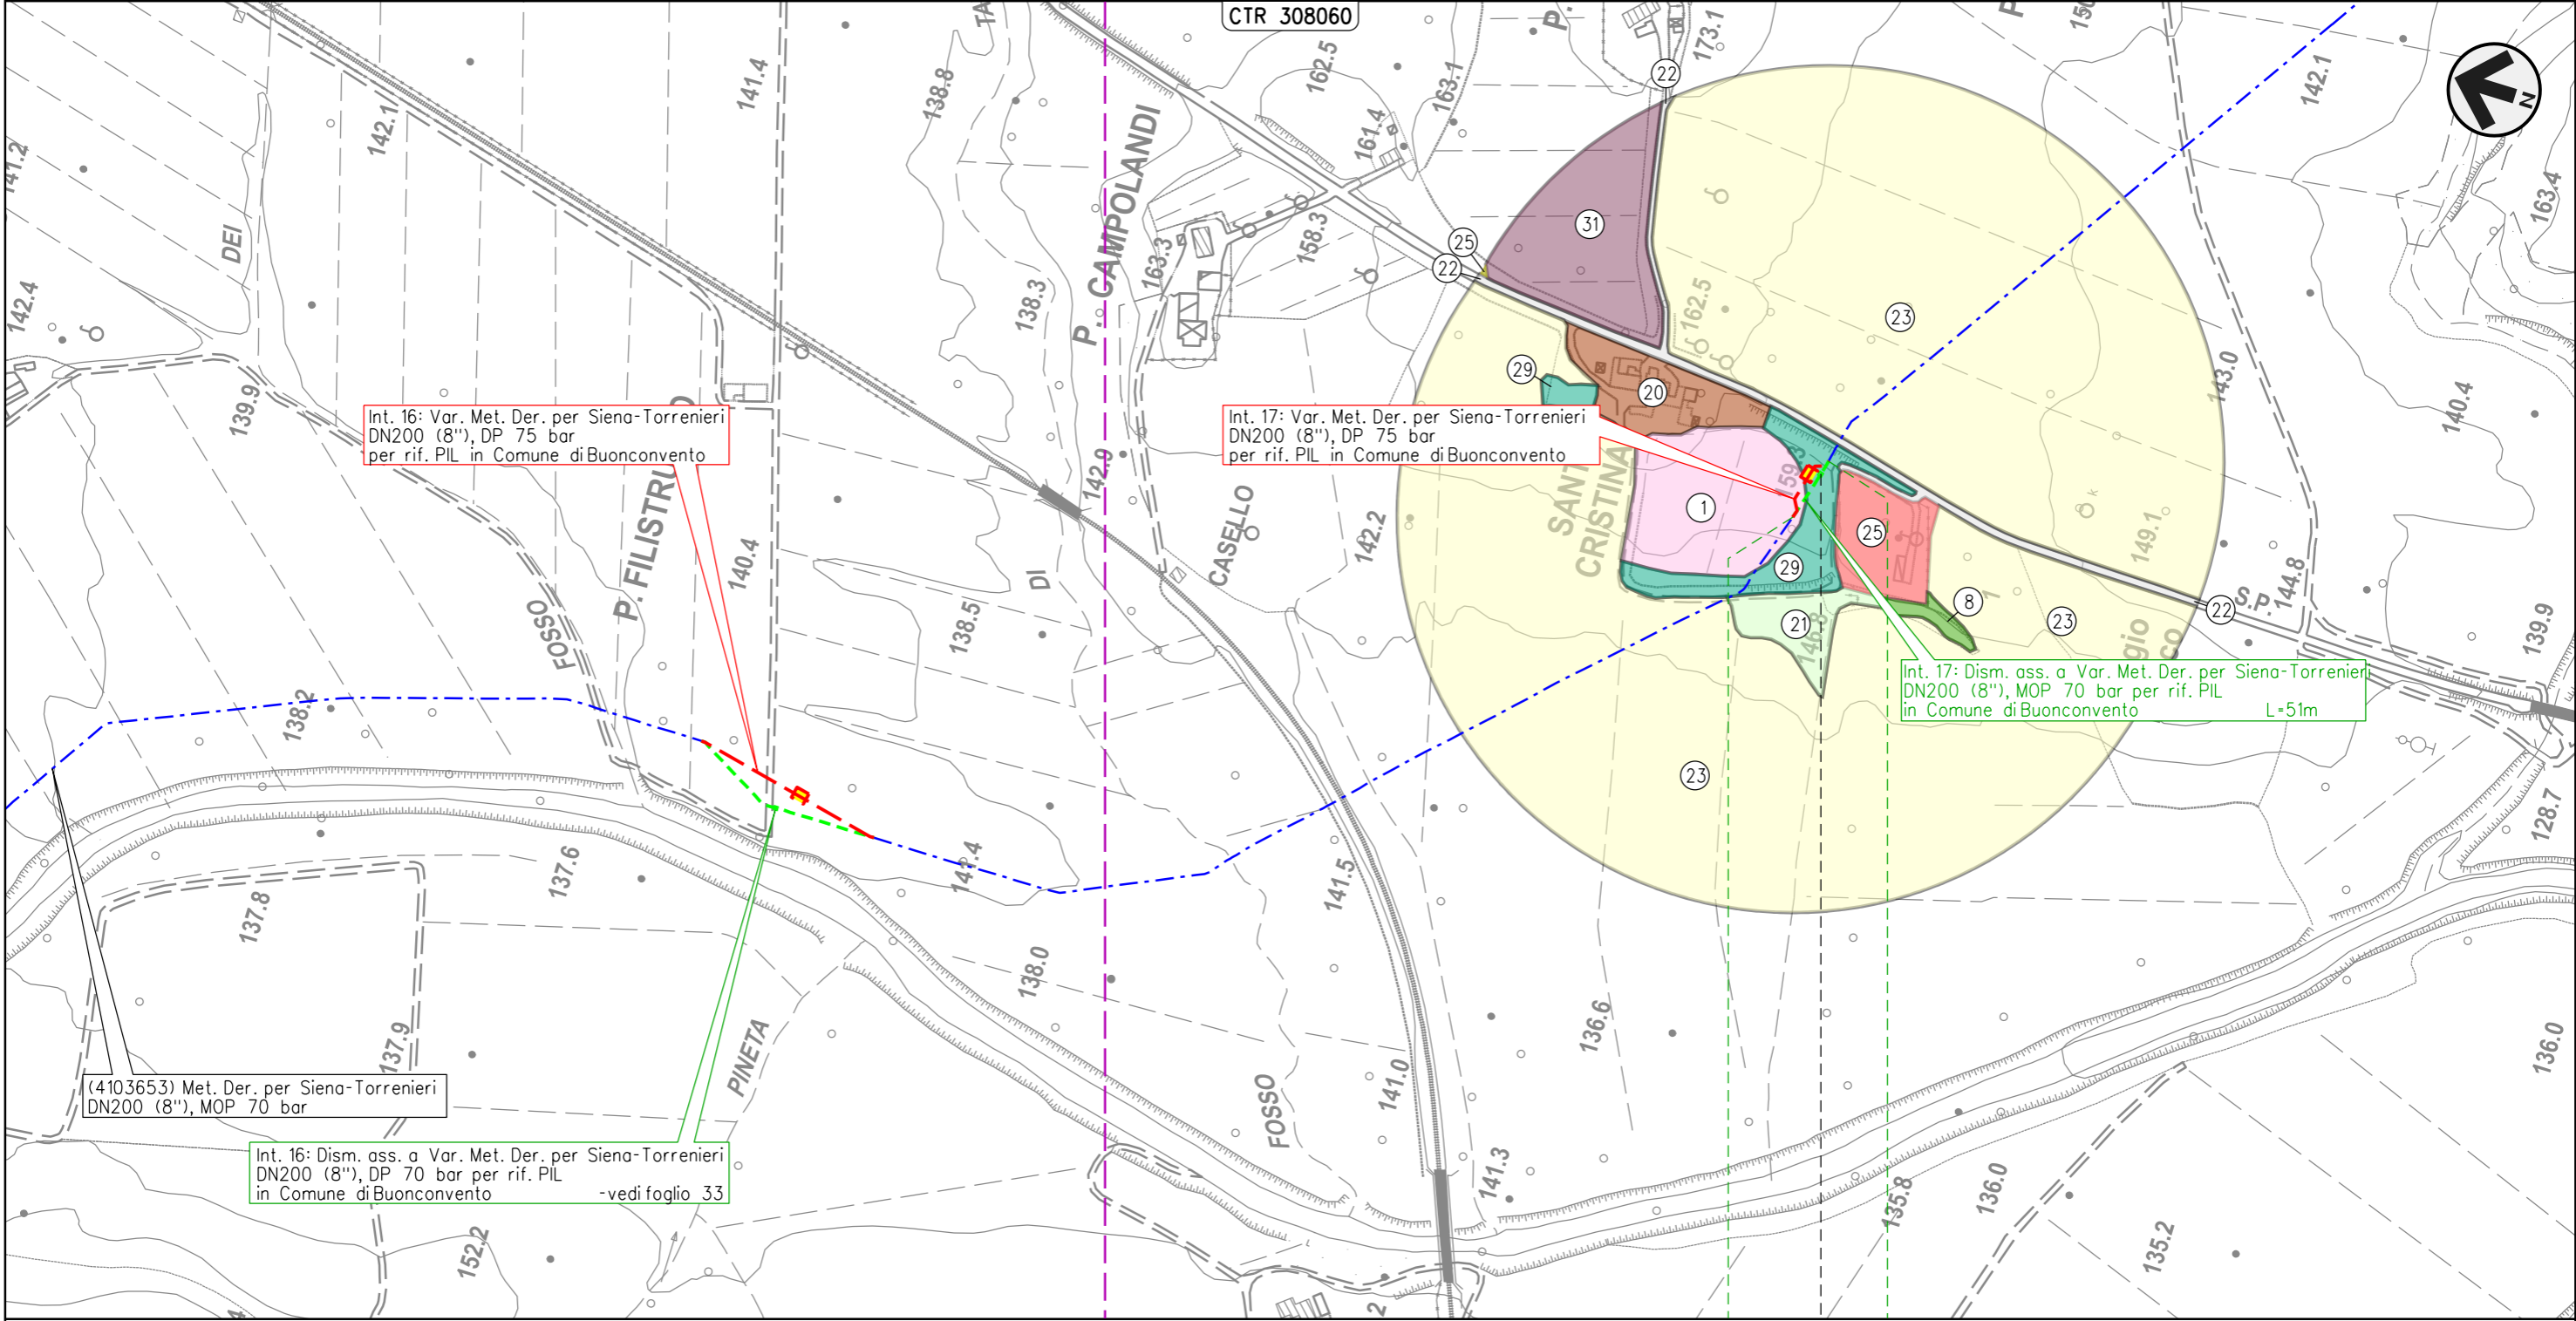 CTR 308060
N
Int. 16: Var. Met. Der. per Siena-Torrenieri
DN200 (8"), DP 75 bar
per rif. PIL in Comune di Buonconvento
Int. 17: Var. Met. Der. per Siena-Torrenieri
DN200 (8"), DP 75 bar
per rif. PIL in Comune di Buonconvento
Int. 17: Dism. ass. a Var. Met. Der. per Siena-Torrenieri
DN200 (8"), MOP 70 bar per rif. PIL
in Comune di Buonconvento L=51m
(4103653) Met. Der. per Siena-Torrenieri
DN200 (8"), MOP 70 bar
Int. 16: Dism. ass. a Var. Met. Der. per Siena-Torrenieri
DN200 (8"), DP 70 bar per rif. PIL
in Comune di Buonconvento -vedi foglio 33
22
31
25
22
23
29
20
1
25
29
21
8
23
22
23
DEI
FOSSO
P. CAMPOLANDI
DI
CASELLO
SANT
CRISTINA
S.P.
PINETA
FOSSO
142.1
141.4
138.8
162.5
163.1
161.4
173.1
142.1
163.4
141.2
142.4
139.9
138.3
163.3
158.3
162.5
143.0
140.4
142.9
142.2
140.4
138.5
149.1
144.8
139.9
146.8
138.2
141.4
137.6
137.8
138.0
141.5
128.7
137.9
136.6
141.0
136.0
141.3
135.8
136.0
135.2
152.2